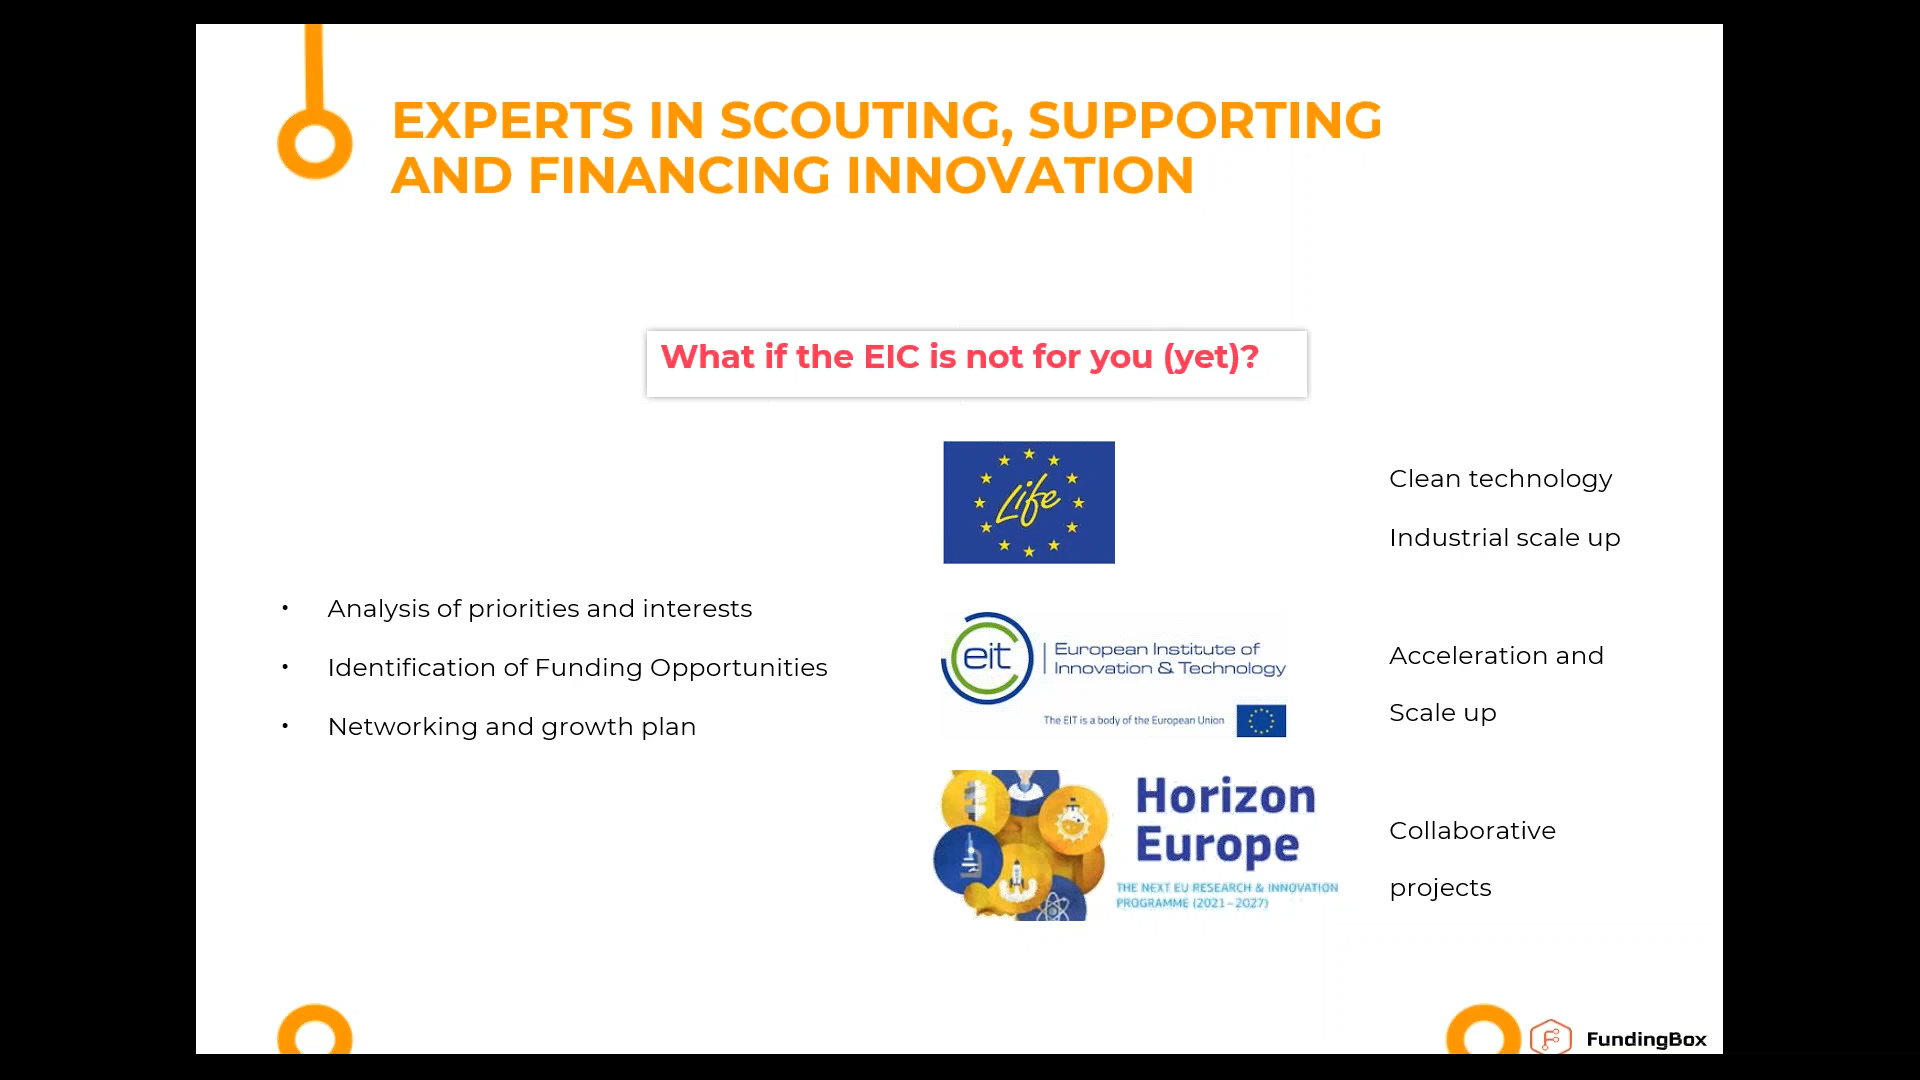 EXPERTS IN SCOUTING, SUPPORTING
AND FINANCING INNOVATION
What if the EIC is not for you (yet)?
• Analysis of priorities and interests
• Identification of Funding Opportunities
• Networking and growth plan
Life
Clean technology
Industrial scale up
eit
European Institute of
Innovation & Technology
The EIT is a body of the European Union
Acceleration and
Scale up
Horizon
Europe
THE NEXT EU RESEARCH & INNOVATION
PROGRAMME (2021–2027)
Collaborative
projects
FundingBox